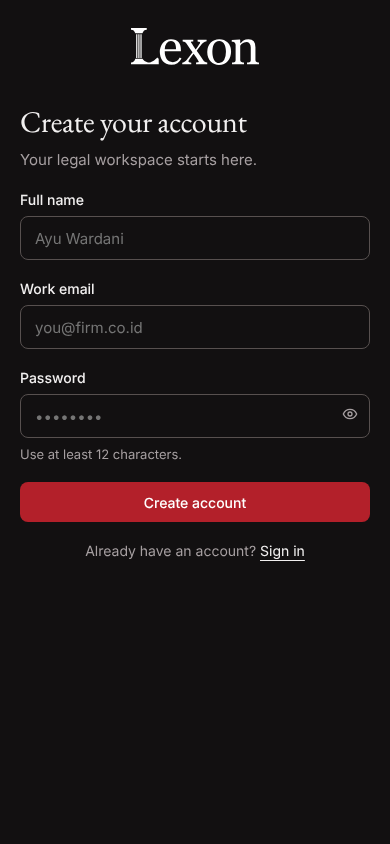 Lexon
Create your account
Your legal workspace starts here.
Full name
Ayu Wardani
Work email
you@firm.co.id
Password
••••••••
Use at least 12 characters.
Create account
Already have an account? Sign in